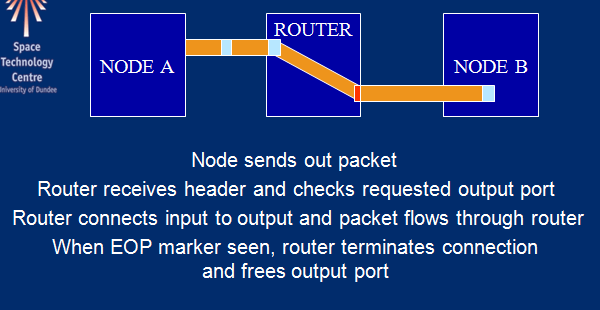 Space
Technology
Centre
University of Dundee
NODE A
ROUTER
NODE B
Node sends out packet
Router receives header and checks requested output port
Router connects input to output and packet flows through router
When EOP marker seen, router terminates connection
and frees output port